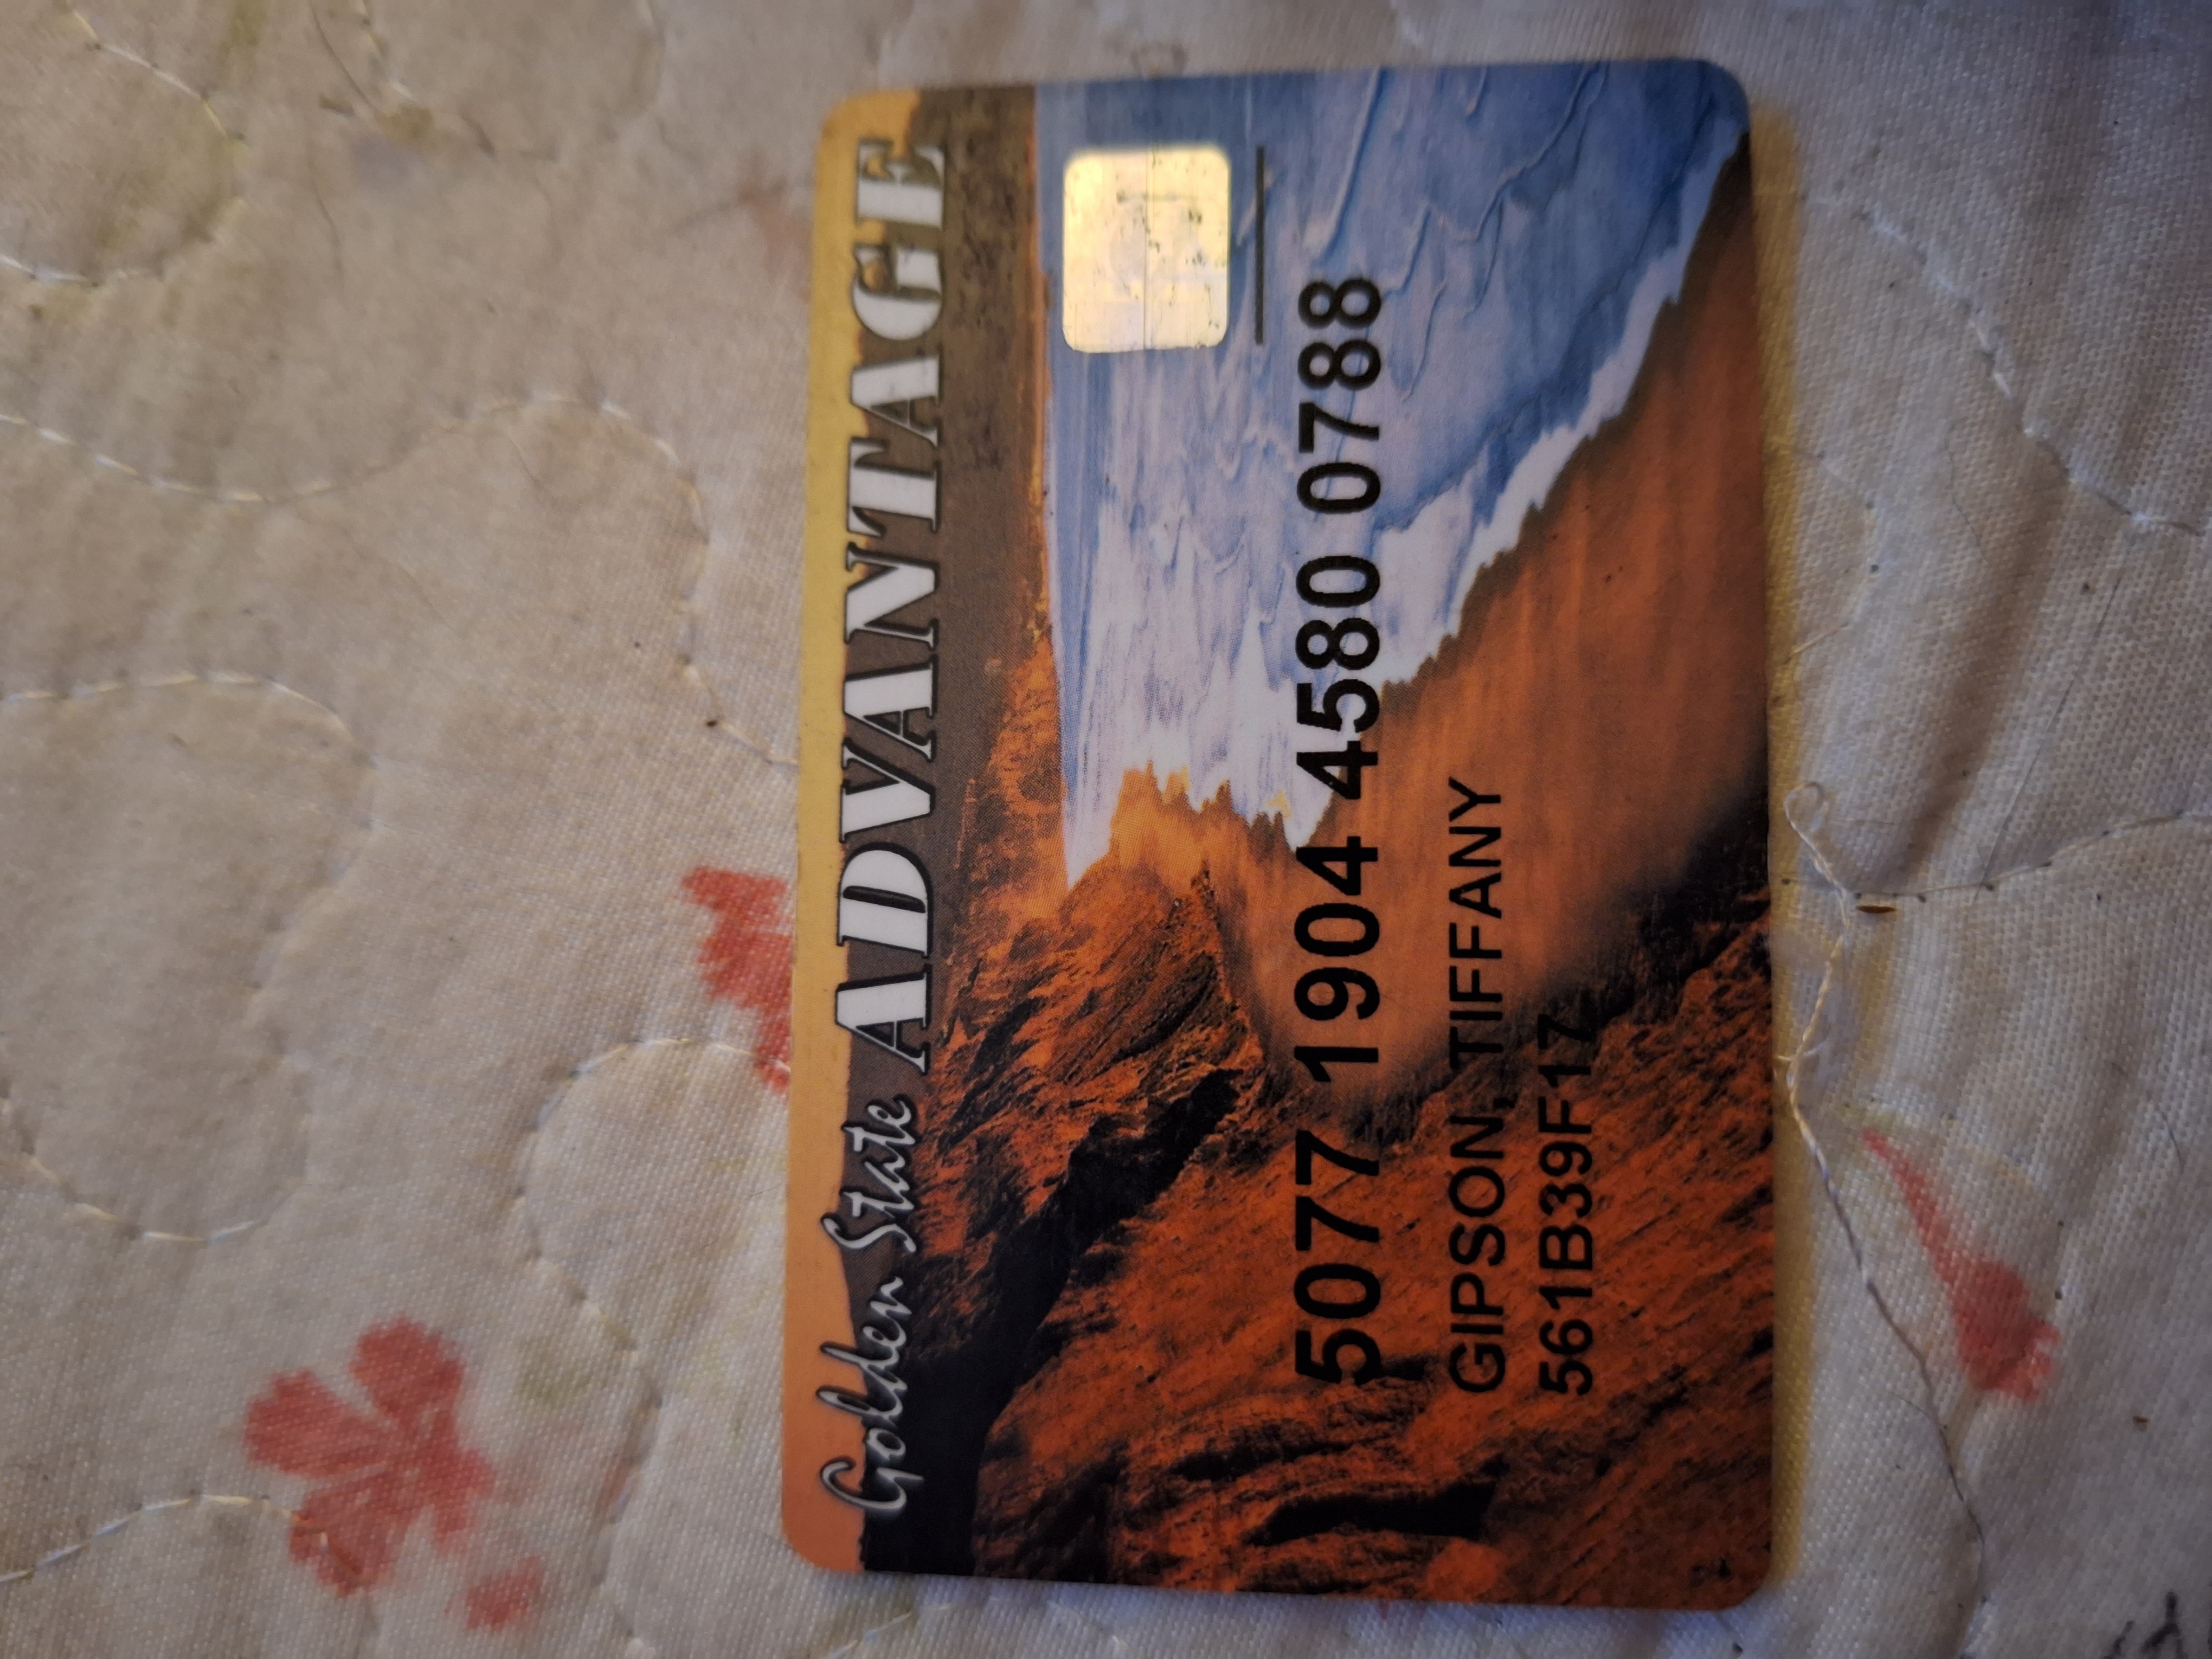 Golden State ADVANTAGE
5077 1904 4580 0788
GIPSON, TIFFANY
561B39F17